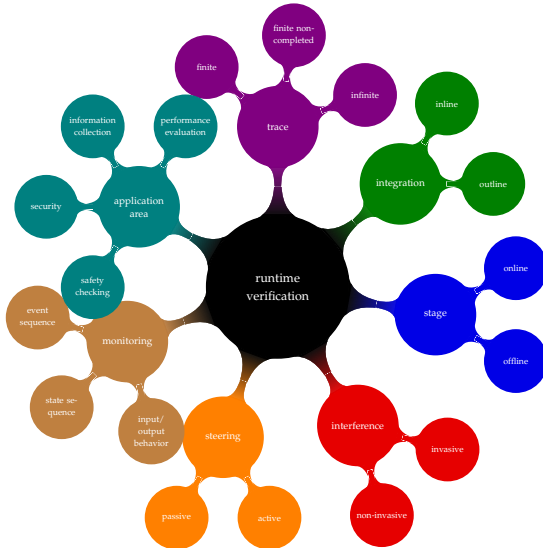 runtime
verification
trace
finite
finite non-
completed
infinite
integration
inline
outline
stage
online
offline
interference
invasive
non-invasive
steering
active
passive
monitoring
input/
output
behavior
state se-
quence
event
sequence
application
area
safety
checking
security
information
collection
performance
evaluation